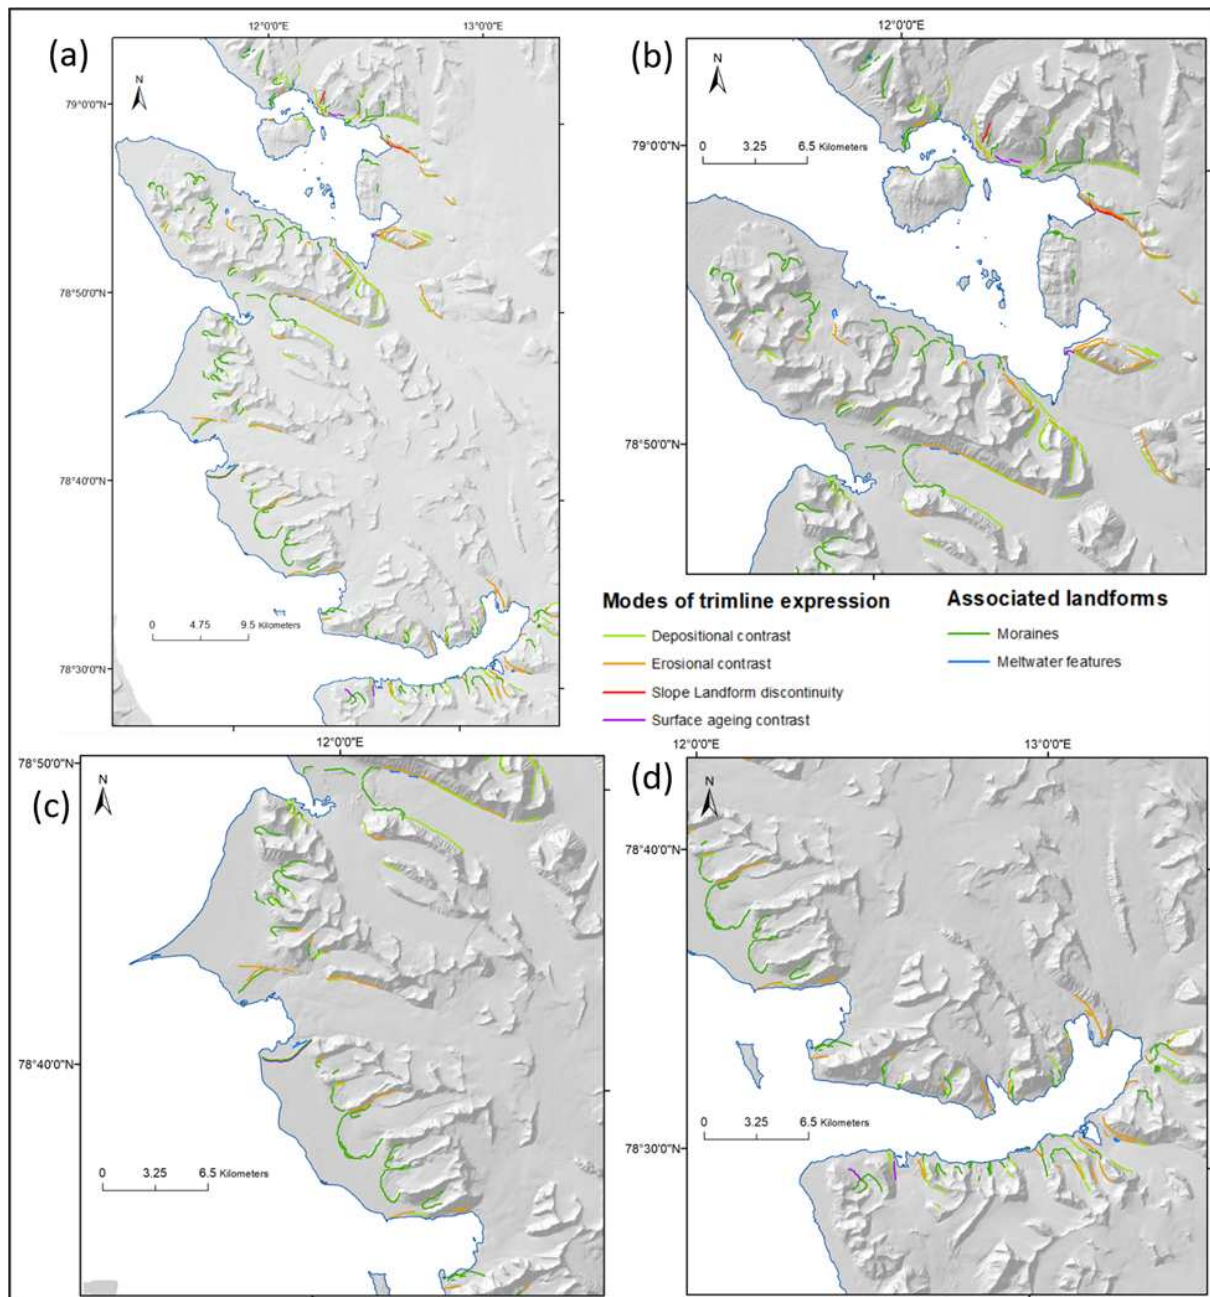 12°0'0"E 13°0'0"E
(a)
N
79°0'0"N
78°50'0"N
78°40'0"N
78°30'0"N
0 4.75 9.5 Kilometers
12°0'0"E
(b)
N
79°0'0"N
0 3.25 6.5 Kilometers
78°50'0"N
Modes of trimline expression
Depositional contrast
Erosional contrast
Slope Landform discontinuity
Surface ageing contrast
Associated landforms
Moraines
Meltwater features
12°0'0"E
78°50'0"N
N
(c)
78°40'0"N
0 3.25 6.5 Kilometers
12°0'0"E 13°0'0"E
(d)
N
78°40'0"N
0 3.25 6.5 Kilometers
78°30'0"N